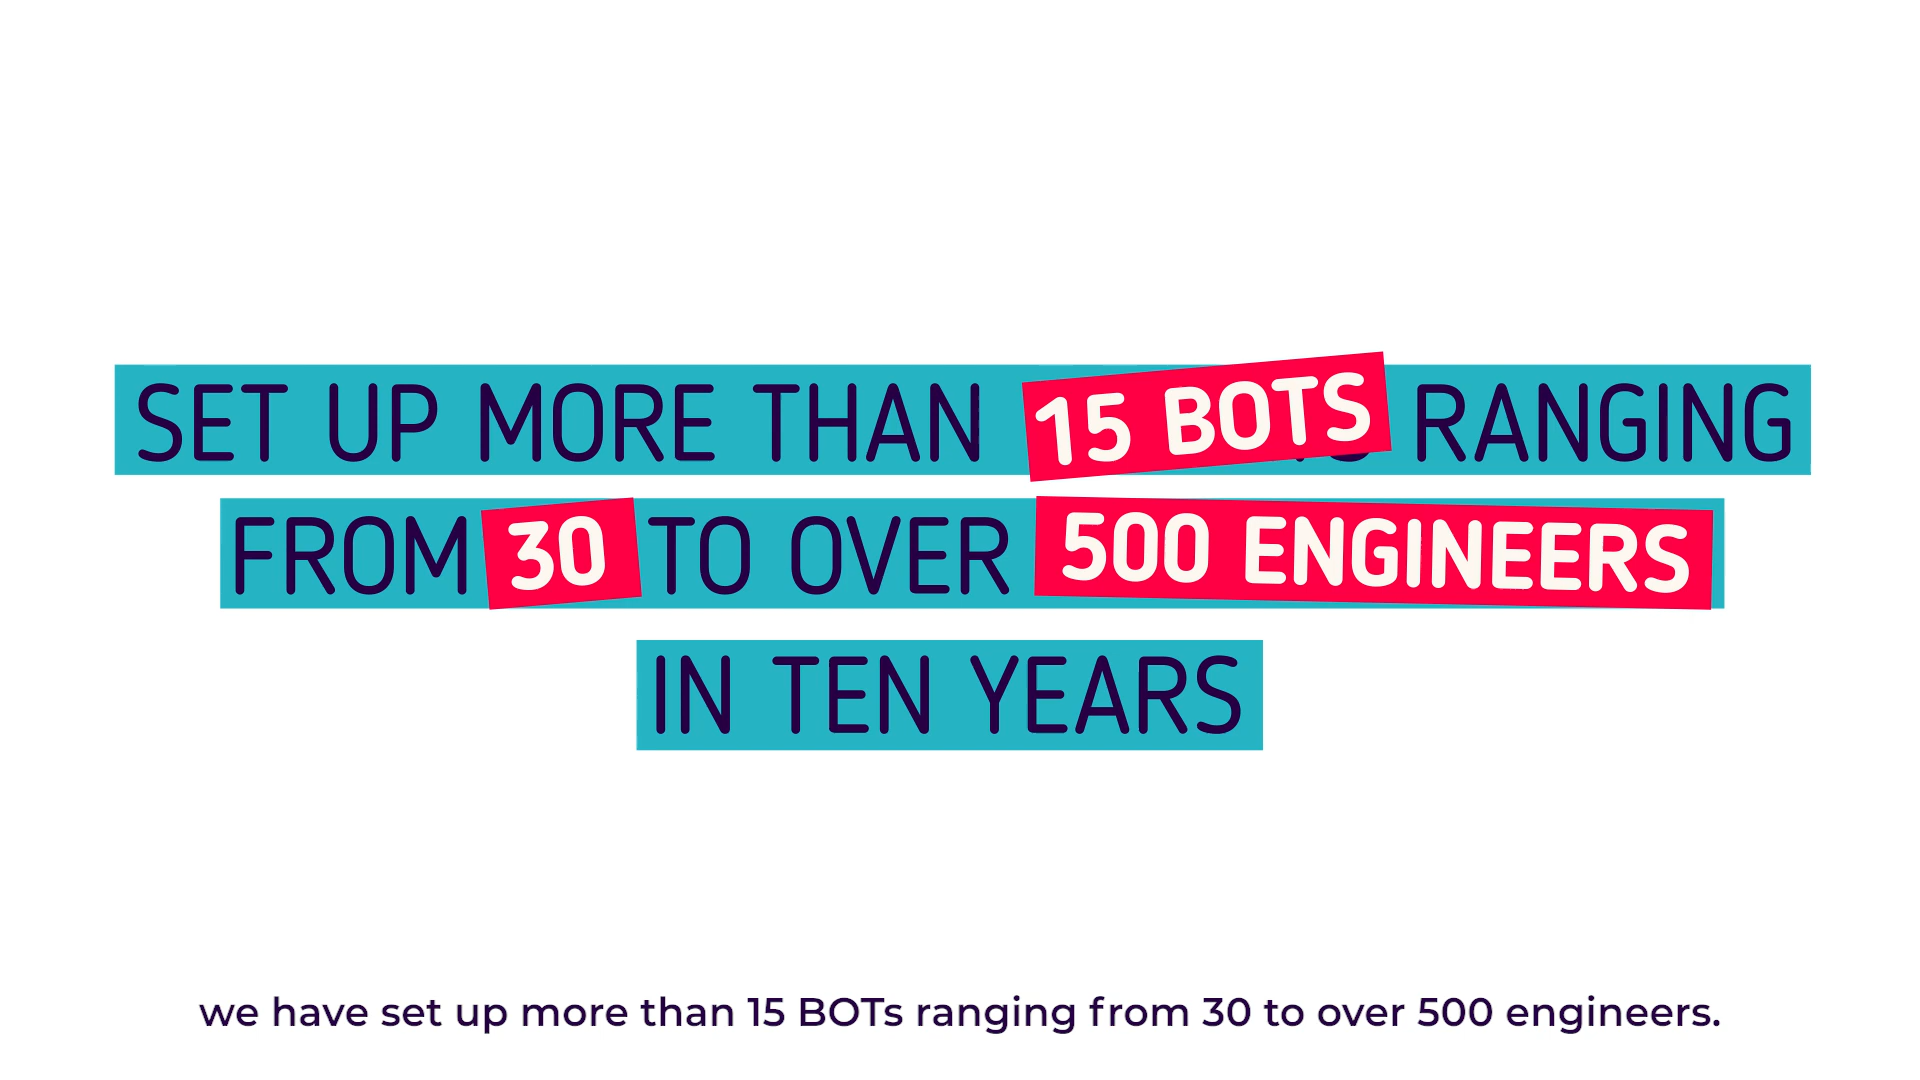 SET UP MORE THAN 15 BOTS RANGING
FROM 30 TO OVER 500 ENGINEERS
IN TEN YEARS
we have set up more than 15 BOTs ranging from 30 to over 500 engineers.